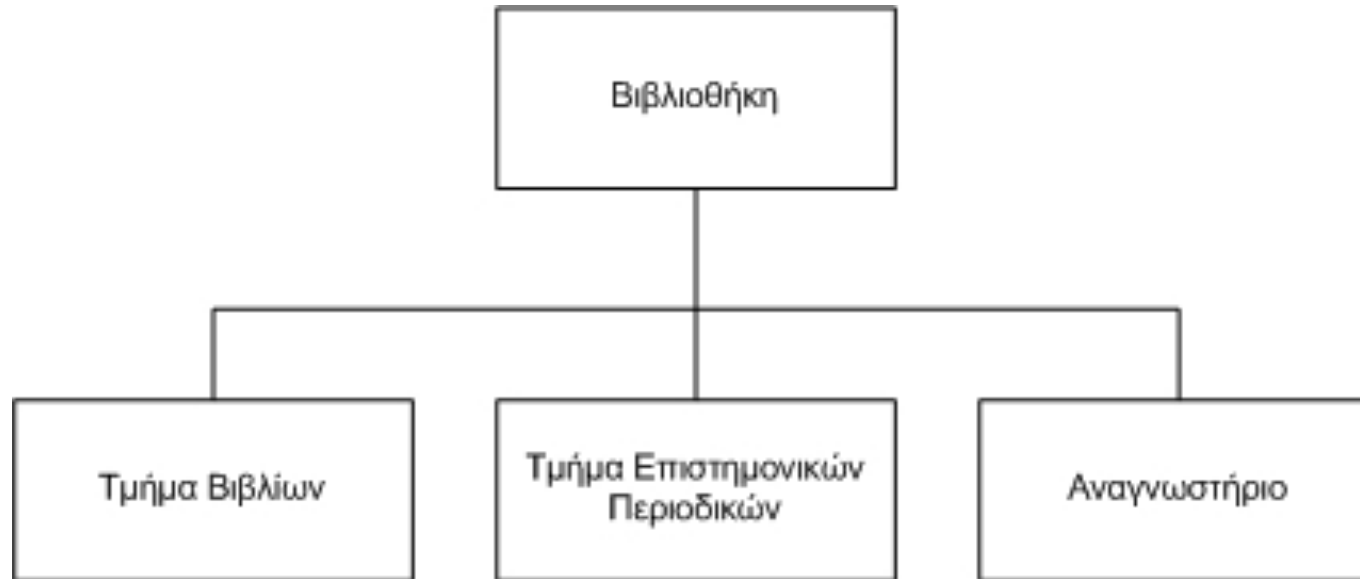 Βιβλιοθήκη
Τμήμα Βιβλίων
Τμήμα Επιστημονικών
Περιοδικών
Αναγνωστήριο